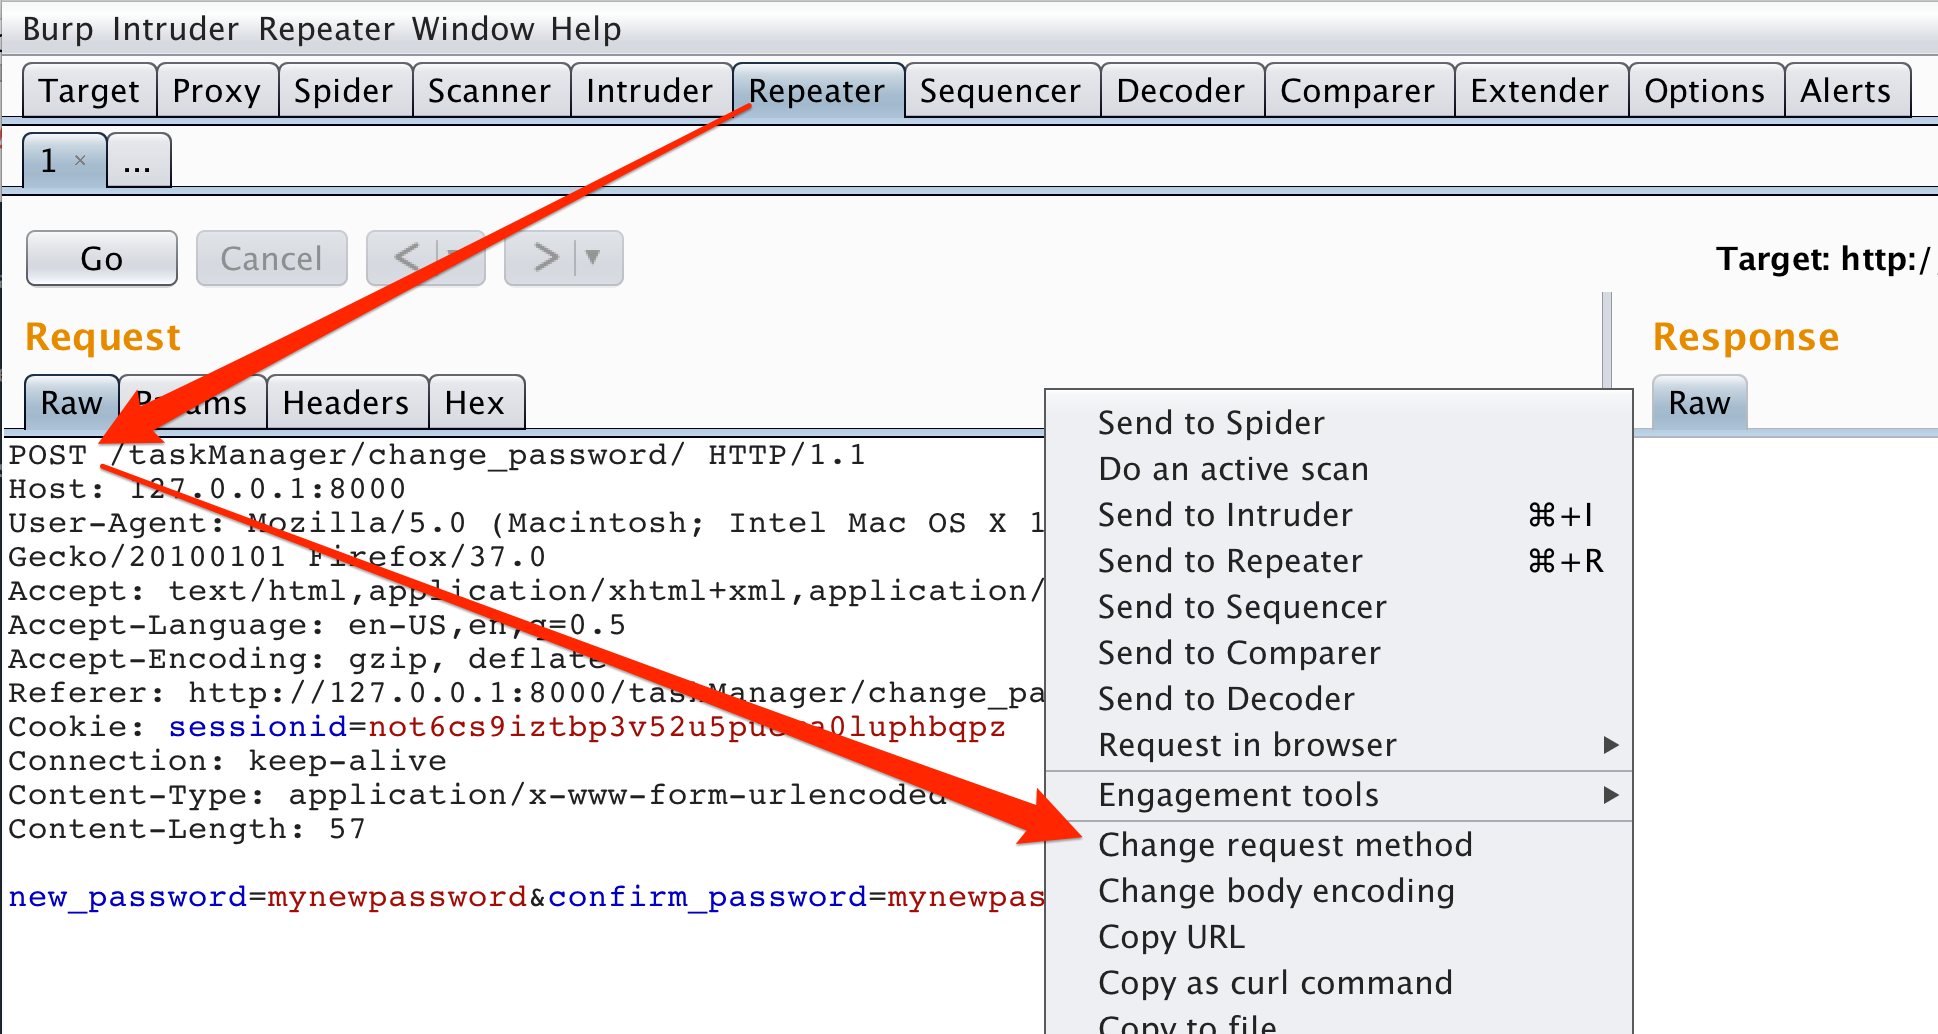 Burp Intruder Repeater Window Help
Target Proxy Spider Scanner Intruder Repeater Sequencer Decoder Comparer Extender Options Alerts
1 × ...
Go Cancel < > Target: http:/
Request Response
Raw Params Headers Hex Raw
POST /taskManager/change_password/ HTTP/1.1
Host: 127.0.0.1:8000
User-Agent: Mozilla/5.0 (Macintosh; Intel Mac OS X 1
Gecko/20100101 Firefox/37.0
Accept: text/html,application/xhtml+xml,application/
Accept-Language: en-US,en;q=0.5
Accept-Encoding: gzip, deflate
Referer: http://127.0.0.1:8000/taskManager/change_pa
Cookie:
Connection: keep-alive
Content-Type: application/x-www-form-urlencoded
Content-Length: 57
new_password=mynewpassword&confirm_password=mynewpas
Send to Spider
Do an active scan
Send to Intruder ⌘+I
Send to Repeater ⌘+R
Send to Sequencer
Send to Comparer
Send to Decoder
Request in browser
Engagement tools
Change request method
Change body encoding
Copy URL
Copy as curl command
Copy to file